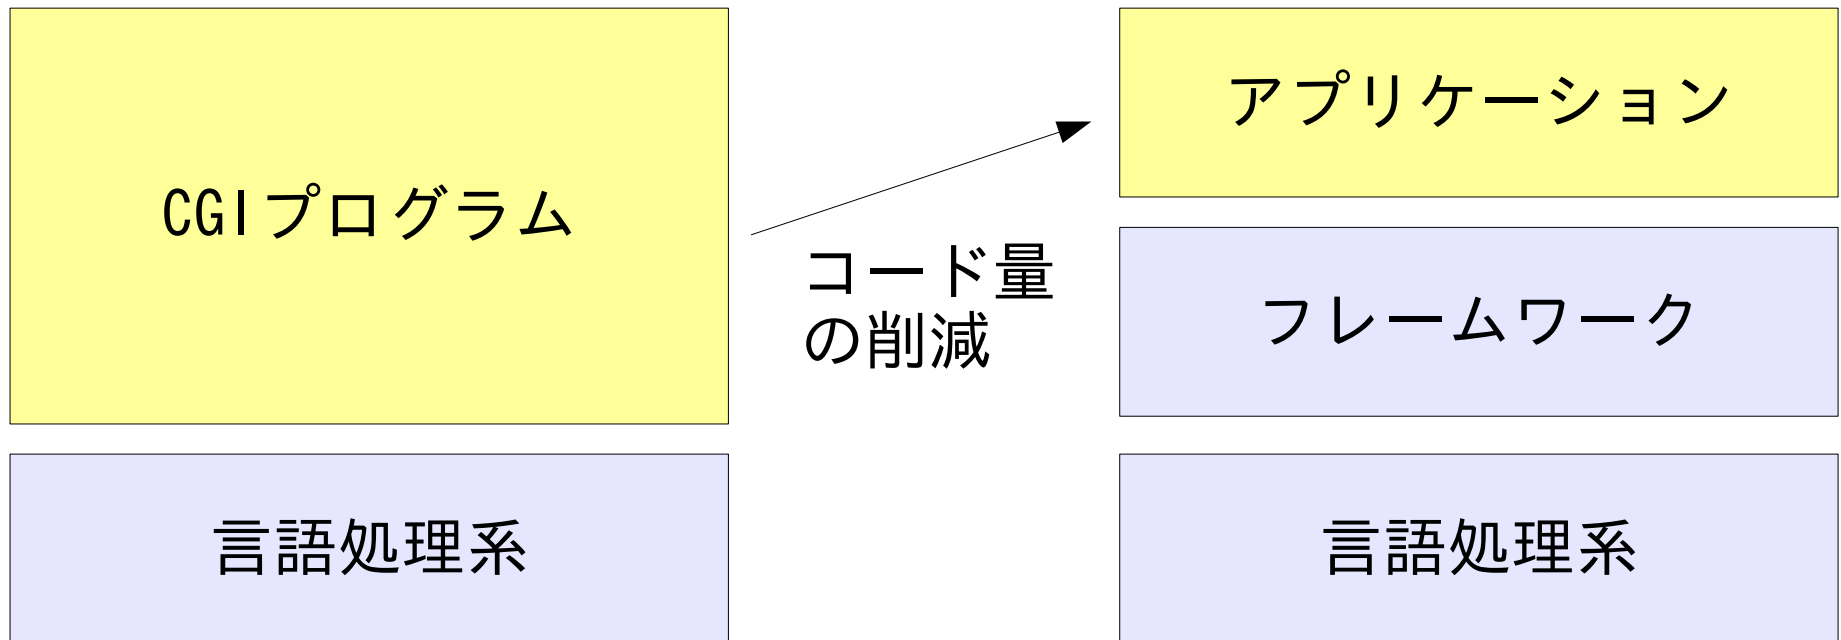 CGIプログラム
言語処理系
コード量
の削減
アプリケーション
フレームワーク
言語処理系